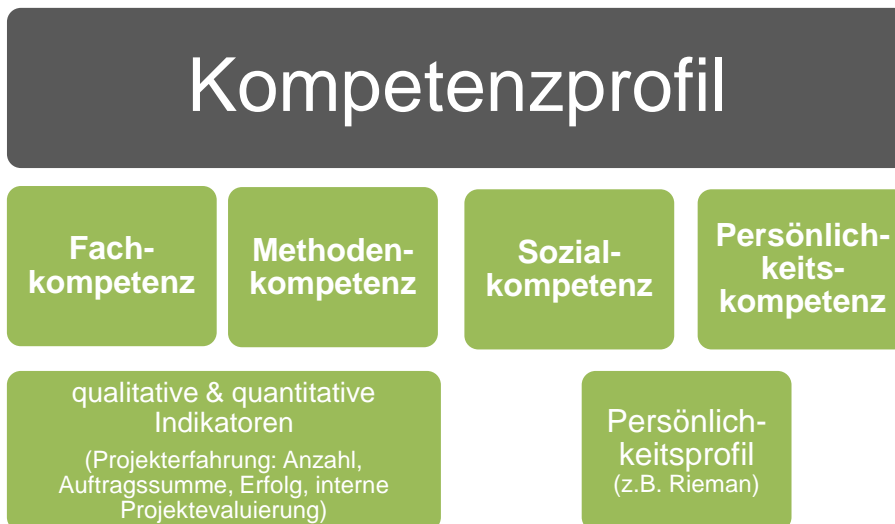 Kompetenzprofil
Fach-
kompetenz
Methoden-
kompetenz
Sozial-
kompetenz
Persönlich-
keits-
kompetenz
qualitative & quantitative
Indikatoren
(Projekterfahrung: Anzahl,
Auftragssumme, Erfolg, interne
Projektevaluierung)
Persönlich-
keitsprofil
(z.B. Rieman)